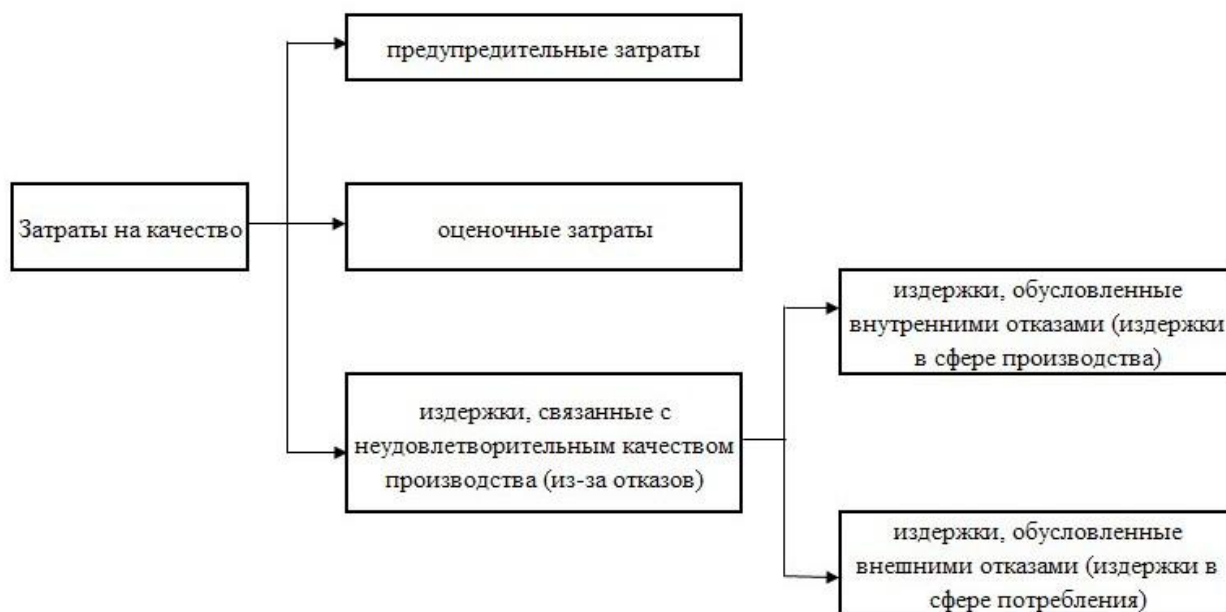 предупредительные затраты
Затраты на качество
оценочные затраты
издержки, связанные с
неудовлетворительным качеством
производства (из-за отказов)
издержки, обусловленные
внутренними отказами (издержки
в сфере производства)
издержки, обусловленные
внешними отказами (издержки в
сфере потребления)